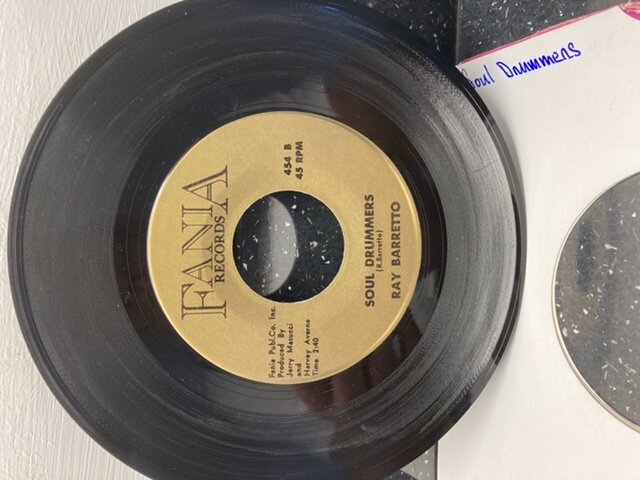 FANIA
RECORDS
454 B
45 RPM
Fania Publ.Co. Inc.
Produced By
Jerry Masucci
and
Harvey Averne
Time 2:40
SOUL DRUMMERS
(R.Barretto)
RAY BARRETTO
Soul Drummers